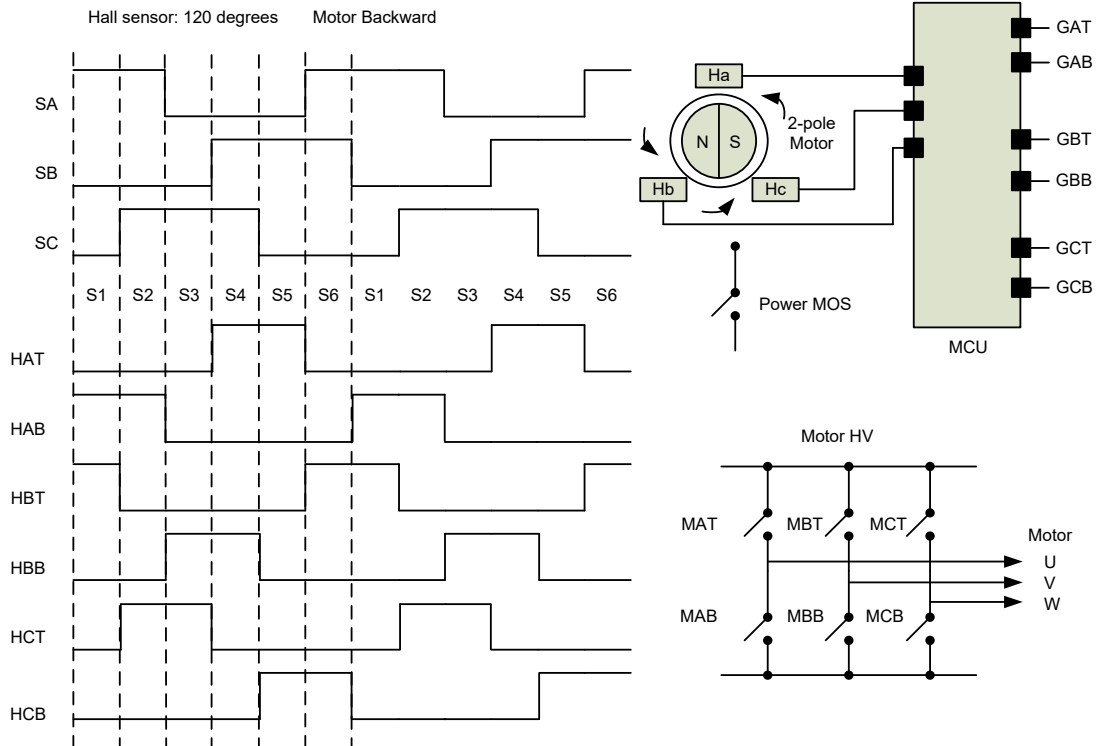 Hall sensor: 120 degrees
Motor Backward
SA
SB
SC
S1 S2 S3 S4 S5 S6 S1 S2 S3 S4 S5 S6
HAT
HAB
HBT
HBB
HCT
HCB
Ha
N S
2-pole
Motor
Hb
Hc
Power MOS
GAT
GAB
GBT
GBB
GCT
GCB
MCU
Motor HV
MAT
MBT
MCT
Motor
U
V
W
MAB
MBB
MCB